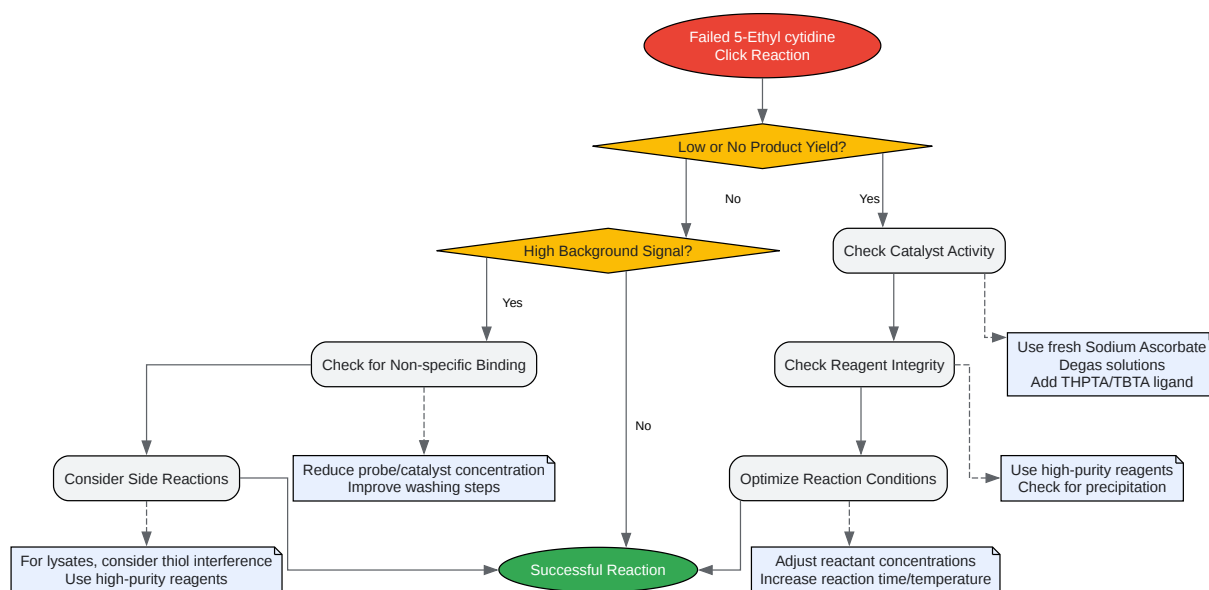 Failed 5-Ethyl cytidine
Click Reaction
Low or No Product Yield?
No
Yes
High Background Signal?
Check Catalyst Activity
Yes
No
Check for Non-specific Binding
Check Reagent Integrity
Use fresh Sodium Ascorbate
Degas solutions
Add THPTA/TBTA ligand
Consider Side Reactions
Reduce probe/catalyst concentration
Improve washing steps
Optimize Reaction Conditions
Use high-purity reagents
Check for precipitation
For lysates, consider thiol interference
Use high-purity reagents
Successful Reaction
Adjust reactant concentrations
Increase reaction time/temperature